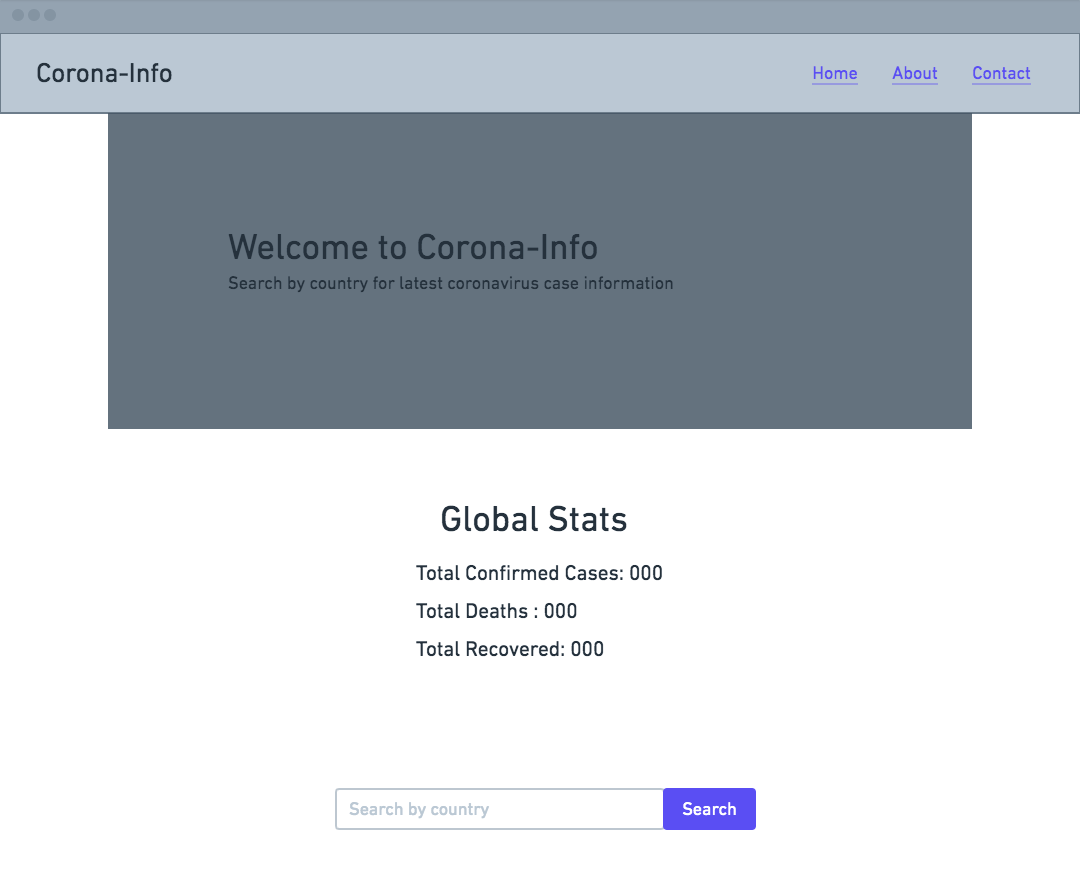 Corona-Info
Home About Contact
Welcome to Corona-Info
Search by country for latest coronavirus case information
Global Stats
Total Confirmed Cases: 000
Total Deaths : 000
Total Recovered: 000
Search by country Search